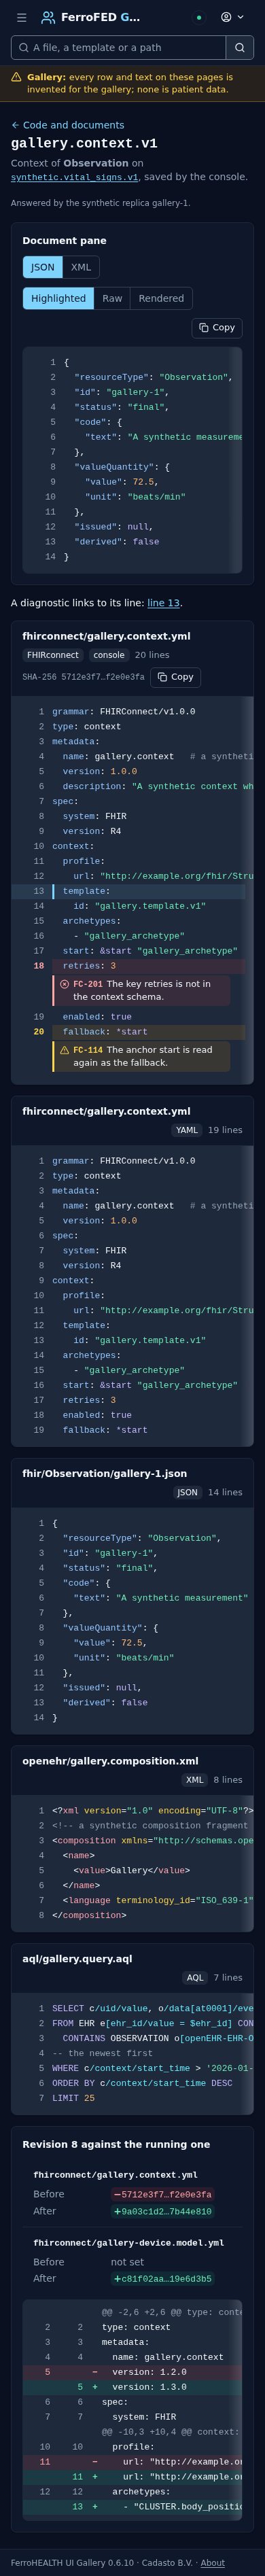 FerroFED G...
A file, a template or a path
Gallery: every row and text on these pages is
invented for the gallery; none is patient data.
← Code and documents
gallery.context.v1
Context of Observation on
synthetic.vital_signs.v1, saved by the console.
Answered by the synthetic replica gallery-1.
Document pane
JSON XML
Highlighted Raw Rendered
Copy
1 {
2 "resourceType": "Observation",
3 "id": "gallery-1",
4 "status": "final",
5 "code": {
6 "text": "A synthetic measureme
7 },
8 "valueQuantity": {
9 "value": 72.5,
10 "unit": "beats/min"
11 },
12 "issued": null,
13 "derived": false
14 }
A diagnostic links to its line: line 13.
fhirconnect/gallery.context.yml
FHIRconnect console 20 lines
SHA-256 5712e3f7…f2e0e3fa Copy
1 grammar: FHIRConnect/v1.0.0
2 type: context
3 metadata:
4 name: gallery.context # a syntheti
5 version: 1.0.0
6 description: "A synthetic context wh
7 spec:
8 system: FHIR
9 version: R4
10 context:
11 profile:
12 url: "http://example.org/fhir/Stru
13 template:
14 id: "gallery.template.v1"
15 archetypes:
16 - "gallery_archetype"
17 start: &start "gallery_archetype"
18 retries: 3
FC-201 The key retries is not in
the context schema.
19 enabled: true
20 fallback: *start
FC-114 The anchor start is read
again as the fallback.
fhirconnect/gallery.context.yml
YAML 19 lines
1 grammar: FHIRConnect/v1.0.0
2 type: context
3 metadata:
4 name: gallery.context # a syntheti
5 version: 1.0.0
6 spec:
7 system: FHIR
8 version: R4
9 context:
10 profile:
11 url: "http://example.org/fhir/Stru
12 template:
13 id: "gallery.template.v1"
14 archetypes:
15 - "gallery_archetype"
16 start: &start "gallery_archetype"
17 retries: 3
18 enabled: true
19 fallback: *start
fhir/Observation/gallery-1.json
JSON 14 lines
1 {
2 "resourceType": "Observation",
3 "id": "gallery-1",
4 "status": "final",
5 "code": {
6 "text": "A synthetic measurement"
7 },
8 "valueQuantity": {
9 "value": 72.5,
10 "unit": "beats/min"
11 },
12 "issued": null,
13 "derived": false
14 }
openehr/gallery.composition.xml
XML 8 lines
1 <?xml version="1.0" encoding="UTF-8"?>
2 <!-- a synthetic composition fragment
3 <composition xmlns="http://schemas.ope
4 <name>
5 <value>Gallery</value>
6 </name>
7 <language terminology_id="ISO_639-1"
8 </composition>
aql/gallery.query.aql
AQL 7 lines
1 SELECT c/uid/value, o/data[at0001]/eve
2 FROM EHR e[ehr_id/value = $ehr_id] CON
3 CONTAINS OBSERVATION o[openEHR-EHR-O
4 -- the newest first
5 WHERE c/context/start_time > '2026-01-
6 ORDER BY c/context/start_time DESC
7 LIMIT 25
Revision 8 against the running one
fhirconnect/gallery.context.yml
Before −5712e3f7…f2e0e3fa
After +9a03c1d2…7b44e810
fhirconnect/gallery-device.model.yml
Before not set
After +c81f02aa…19e6d3b5
@@ -2,6 +2,6 @@ type: conte
2 2 type: context
3 3 metadata:
4 4 name: gallery.context
5 − version: 1.2.0
5 + version: 1.3.0
6 6 spec:
7 7 system: FHIR
@@ -10,3 +10,4 @@ context:
10 10 profile:
11 − url: "http://example.or
11 + url: "http://example.or
12 12 archetypes:
13 + - "CLUSTER.body_positio
FerroHEALTH UI Gallery 0.6.10 · Cadasto B.V. · About